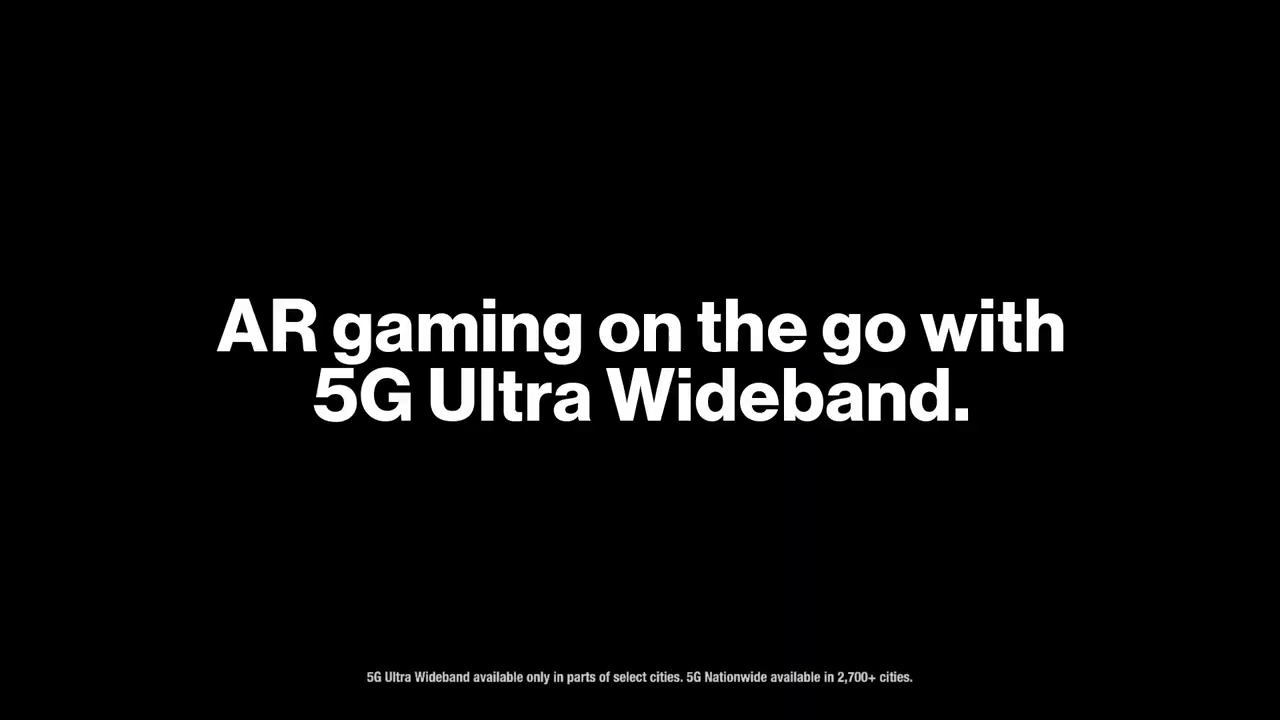 AR gaming on the go with
5G Ultra Wideband.
5G Ultra Wideband available only in parts of select cities. 5G Nationwide available in 2,700+ cities.